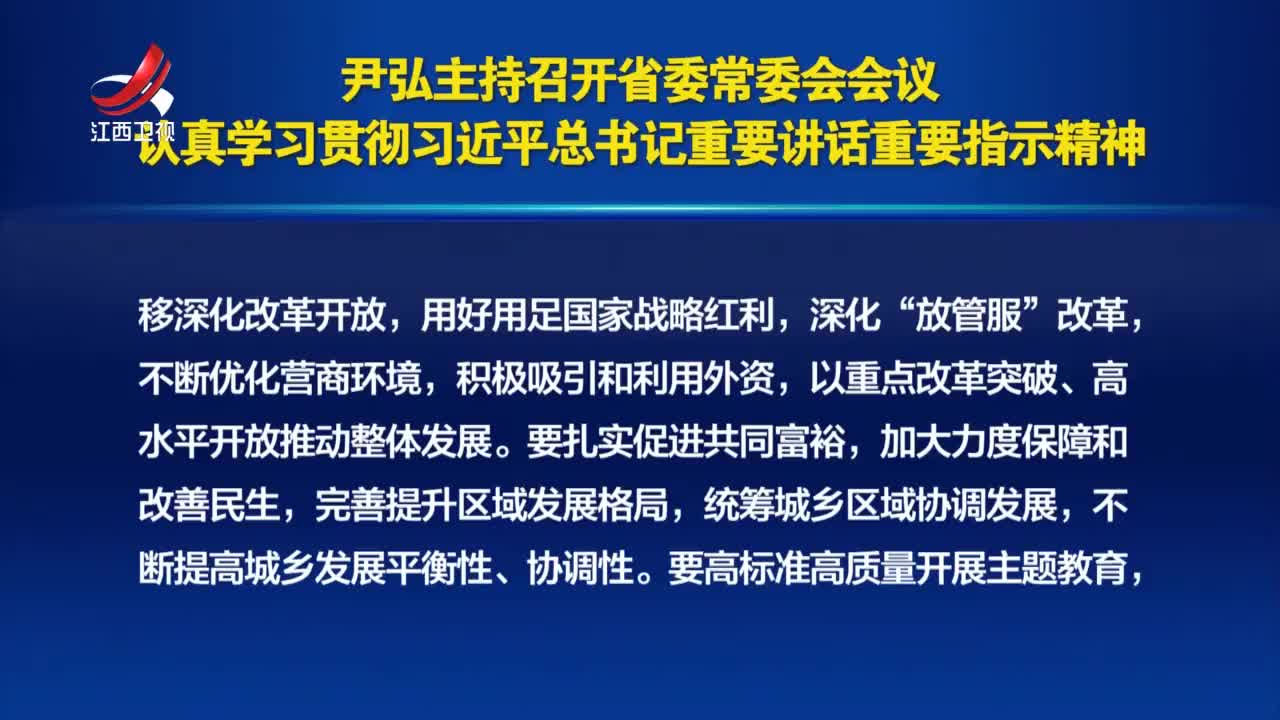 尹弘主持召开省委常委会会议
江西卫视
认真学习贯彻习近平总书记重要讲话重要指示精神
移深化改革开放，用好用足国家战略红利，深化“放管服”改革，
不断优化营商环境，积极吸引和利用外资，以重点改革突破、高
水平开放推动整体发展。要扎实促进共同富裕，加大力度保障和
改善民生，完善提升区域发展格局，统筹城乡区域协调发展，不
断提高城乡发展平衡性、协调性。要高标准高质量开展主题教育，